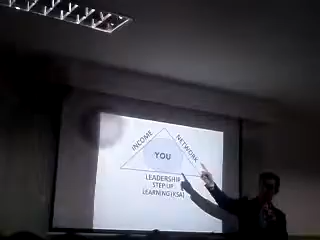 INCOME
NETWORK
YOU
LEADERSHIP
STEP UP
LEARNING(KSA)